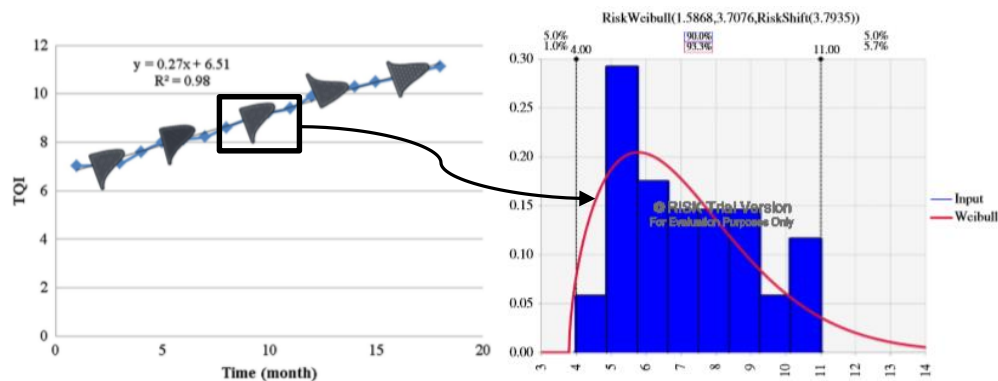 12
10
8
6
4
2
0
0
5
10
15
20
TQI
Time (month)
y = 0.27x + 6.51
R² = 0.98
RiskWeibull(1.5868,3.7076,RiskShift(3.7935))
5.0% 90.0% 5.0%
1.0% 93.3% 5.7%
4.00 11.00
0.30
0.25
0.20
0.15
0.10
0.05
0.00
3
4
5
6
7
8
9
10
11
12
13
14
@RISK Trial Version
For Evaluation Purposes Only
Input
Weibull